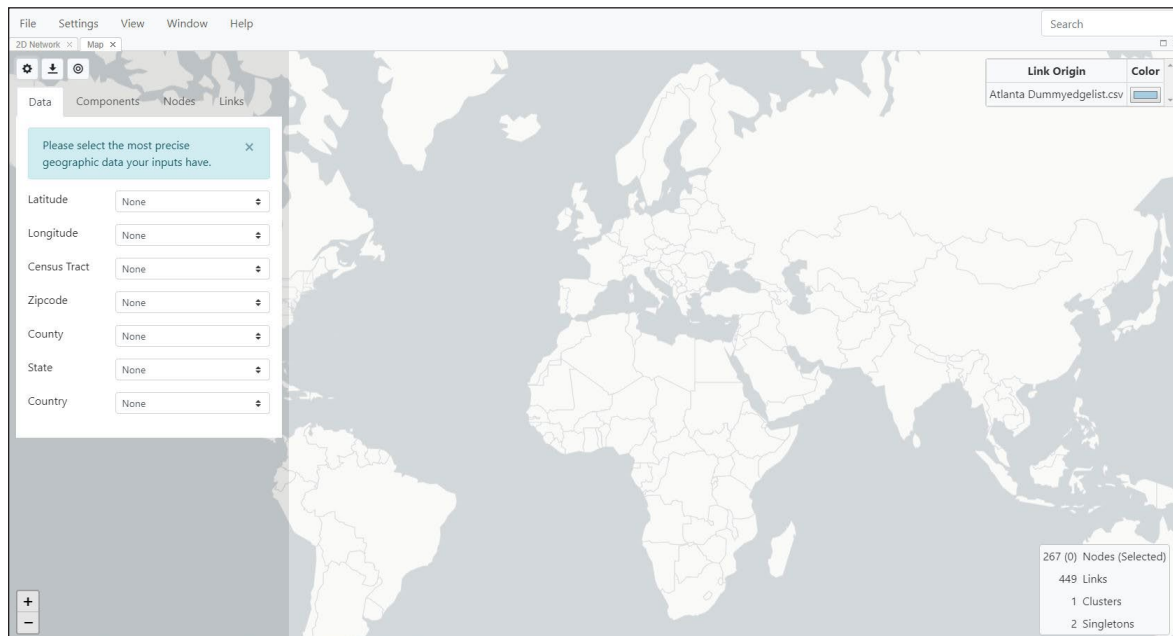 File Settings View Window Help Search
2D Network × Map ×
Link Origin Color
Atlanta Dummyedgelist.csv
Data Components Nodes Links
Please select the most precise ×
geographic data your inputs have.
Latitude None
Longitude None
Census Tract None
Zipcode None
County None
State None
Country None
267 (0) Nodes (Selected)
449 Links
1 Clusters
2 Singletons
+
−